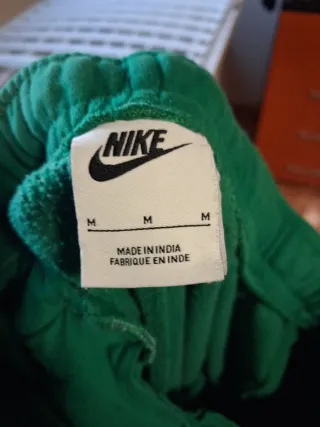 NIKE
M M M
MADE IN INDIA
FABRIQUE EN INDE